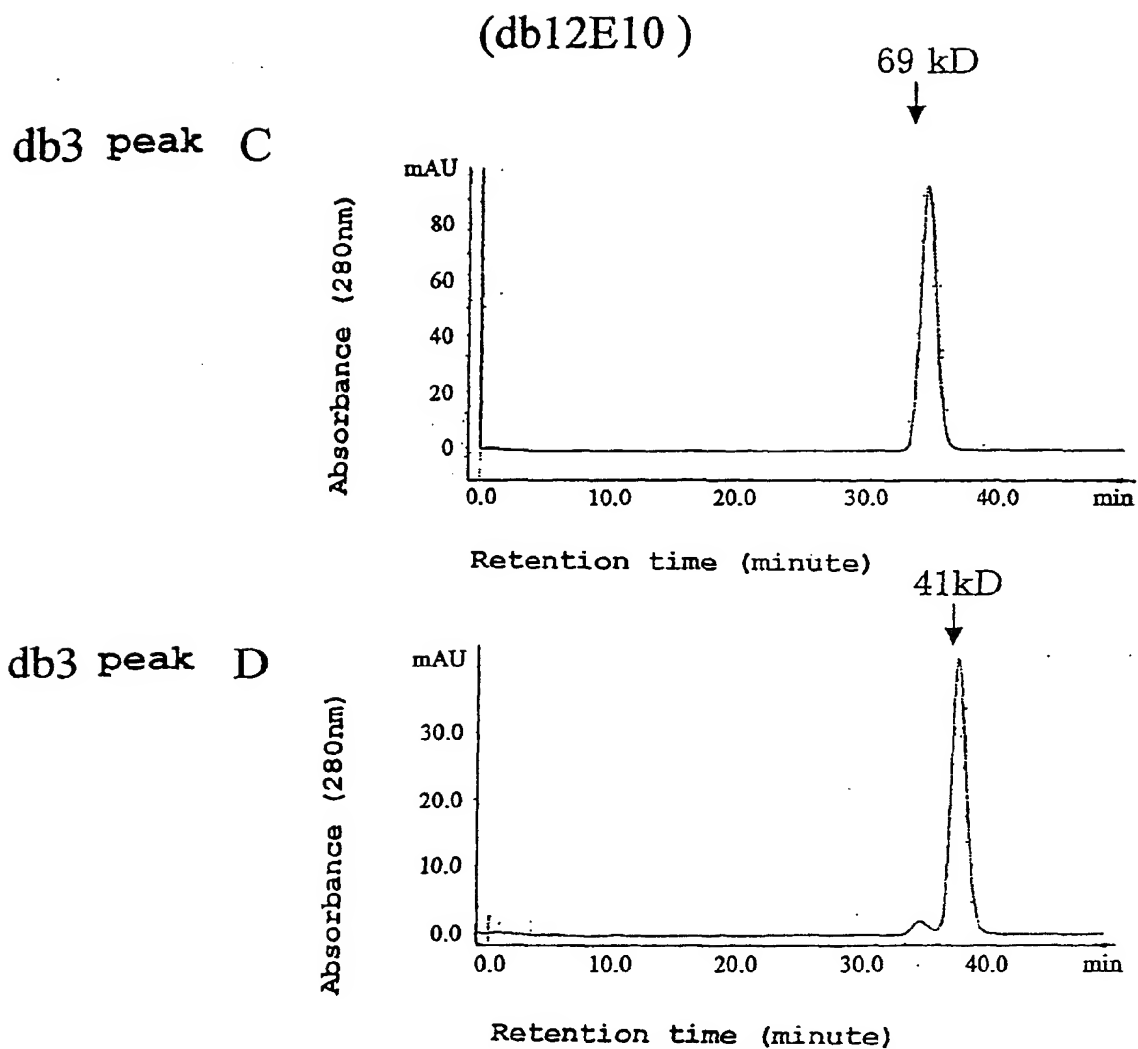 (db12E10 )
69 kD
db3 peak C
mAU
80
60
40
20
0
Absorbance (280nm)
0.0 10.0 20.0 30.0 40.0 min
Retention time (minute)
41kD
db3 peak D
mAU
30.0
20.0
10.0
0.0
Absorbance (280nm)
0.0 10.0 20.0 30.0 40.0 min
Retention time (minute)